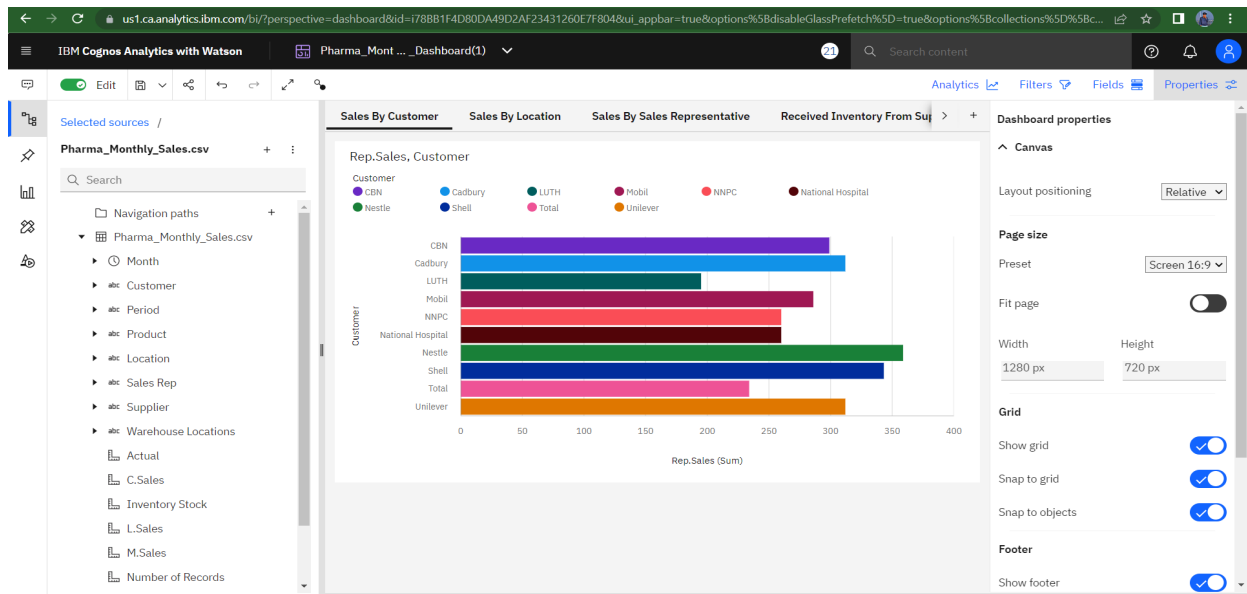 us1.ca.analytics.ibm.com/bi/?perspective=dashboard&id=i78BB1F4D80DA49D2AF23431260E7F804&ui_appbar=true&options%5BdisableGlassPrefetch%5D=true&options%5Bcollections%5D%5Bc...
IBM Cognos Analytics with Watson
Pharma_Mont ... _Dashboard(1)
21
Search content
Edit
Analytics
Filters
Fields
Properties
Selected sources /
Pharma_Monthly_Sales.csv
Search
Navigation paths
Pharma_Monthly_Sales.csv
Month
abc Customer
abc Period
abc Product
abc Location
abc Sales Rep
abc Supplier
abc Warehouse Locations
Actual
C.Sales
Inventory Stock
L.Sales
M.Sales
Number of Records
Sales By Customer
Sales By Location
Sales By Sales Representative
Received Inventory From Sup
Rep.Sales, Customer
Customer
CBN Cadbury LUTH Mobil NNPC National Hospital
Nestle Shell Total Unilever
Customer
CBN
Cadbury
LUTH
Mobil
NNPC
National Hospital
Nestle
Shell
Total
Unilever
0 50 100 150 200 250 300 350 400
Rep.Sales (Sum)
Dashboard properties
Canvas
Layout positioning Relative
Page size
Preset Screen 16:9
Fit page
Width Height
1280 px 720 px
Grid
Show grid
Snap to grid
Snap to objects
Footer
Show footer